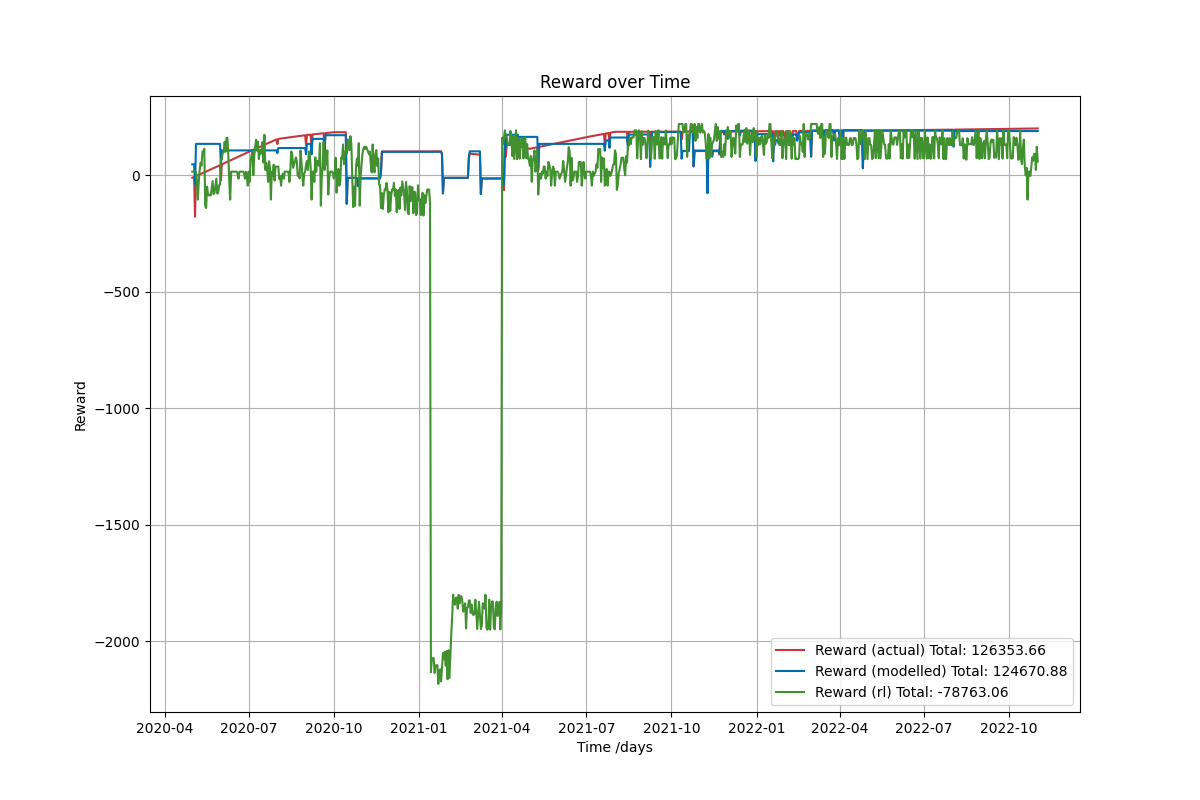 Reward over Time
Reward
0
−500
−1000
−1500
−2000
2020-04 2020-07 2020-10 2021-01 2021-04 2021-07 2021-10 2022-01 2022-04 2022-07 2022-10
Time /days
Reward (actual) Total: 126353.66
Reward (modelled) Total: 124670.88
Reward (rl) Total: -78763.06